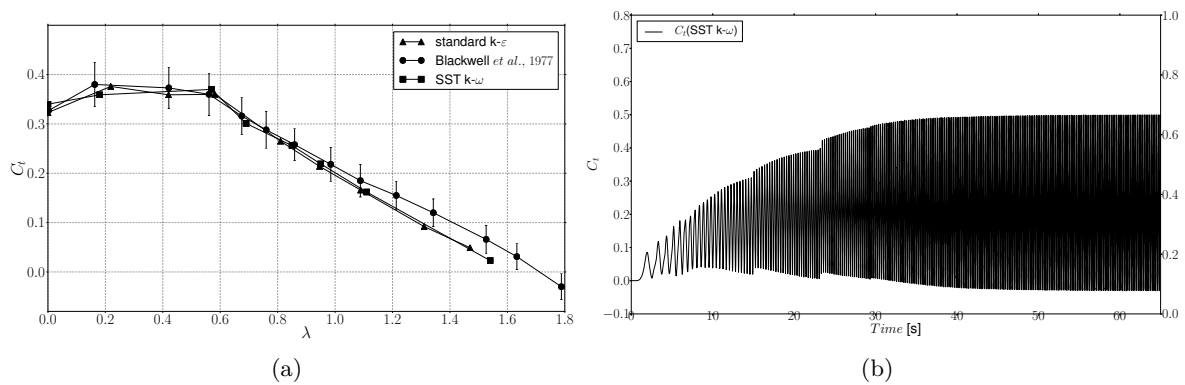 standard k-ε
Blackwell et al., 1977
SST k-ω
C_t
0.4
0.3
0.2
0.1
0.0
0.0 0.2 0.4 0.6 0.8 1.0 1.2 1.4 1.6 1.8
λ
(a)
C_t(SST k-ω)
C_t
0.8
0.7
0.6
0.5
0.4
0.3
0.2
0.1
0.0
−0.1
1.0
0.8
0.6
0.4
0.2
0.0
0 10 20 30 40 50 60
Time [s]
(b)